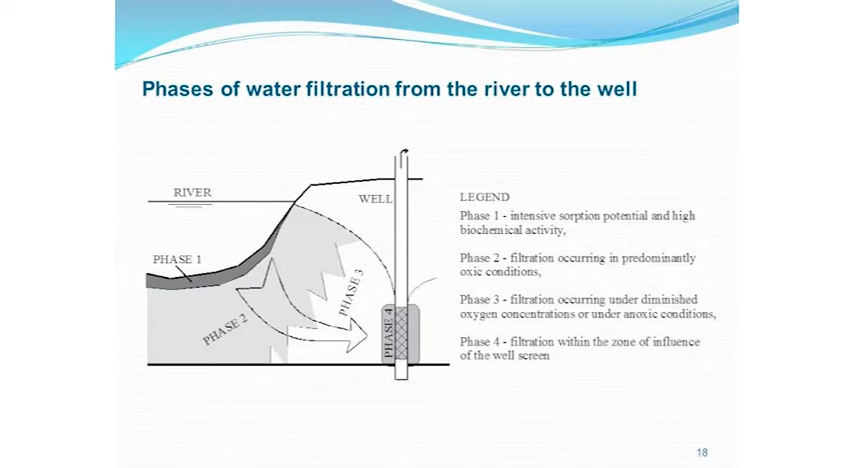 Phases of water filtration from the river to the well
RIVER
WELL
PHASE 1
PHASE 2
PHASE 3
PHASE 4
LEGEND
Phase 1 - intensive sorption potential and high
biochemical activity,
Phase 2 - filtration occurring in predominantly
oxic conditions,
Phase 3 - filtration occurring under diminished
oxygen concentrations or under anoxic conditions,
Phase 4 - filtration within the zone of influence
of the well screen
18